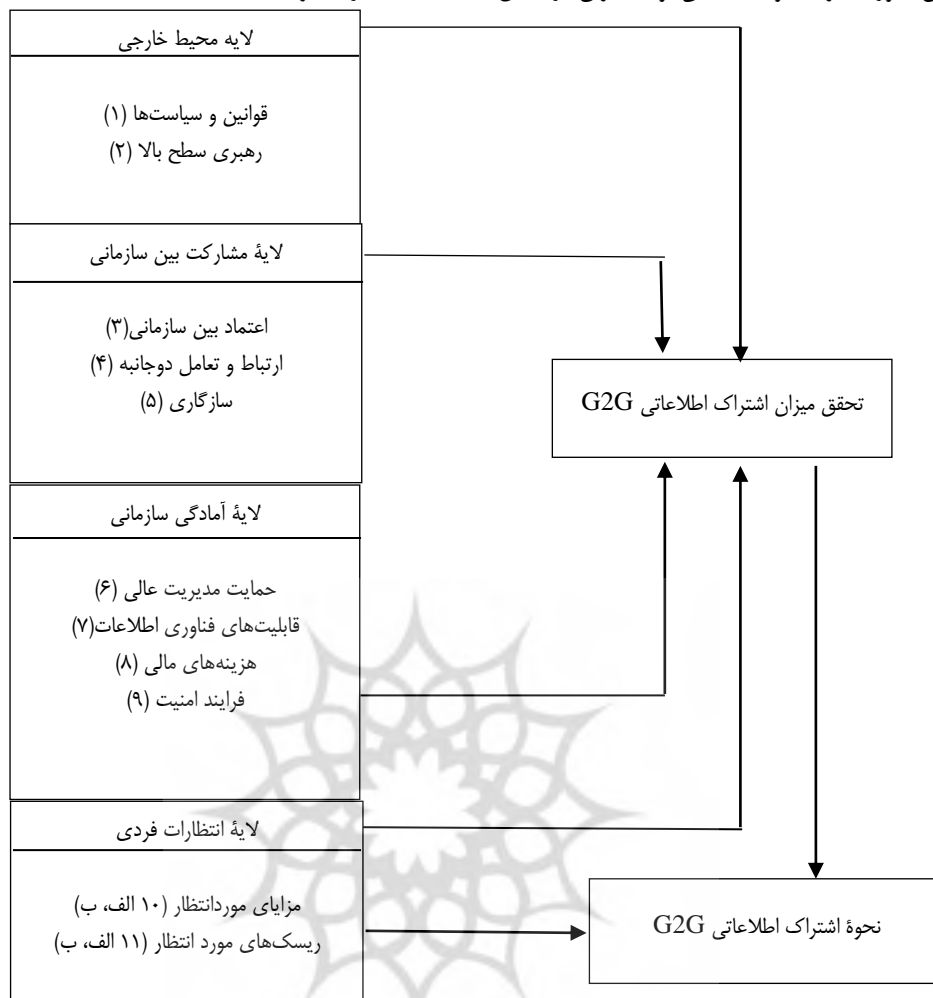 لایه محیط خارجی
قوانین و سیاست‌ها (۱)
رهبری سطح بالا (۲)
لایۀ مشارکت بین سازمانی
اعتماد بین سازمانی(۳)
ارتباط و تعامل دوجانبه (۴)
سازگاری (۵)
تحقق میزان اشتراک اطلاعاتی G2G
لایۀ آمادگی سازمانی
حمایت مدیریت عالی (۶)
قابلیت‌های فناوری اطلاعات(۷)
هزینه‌های مالی (۸)
فرایند امنیت (۹)
لایۀ انتظارات فردی
مزایای موردانتظار (۱۰ الف، ب)
ریسک‌های مورد انتظار (۱۱ الف، ب)
نحوۀ اشتراک اطلاعاتی G2G